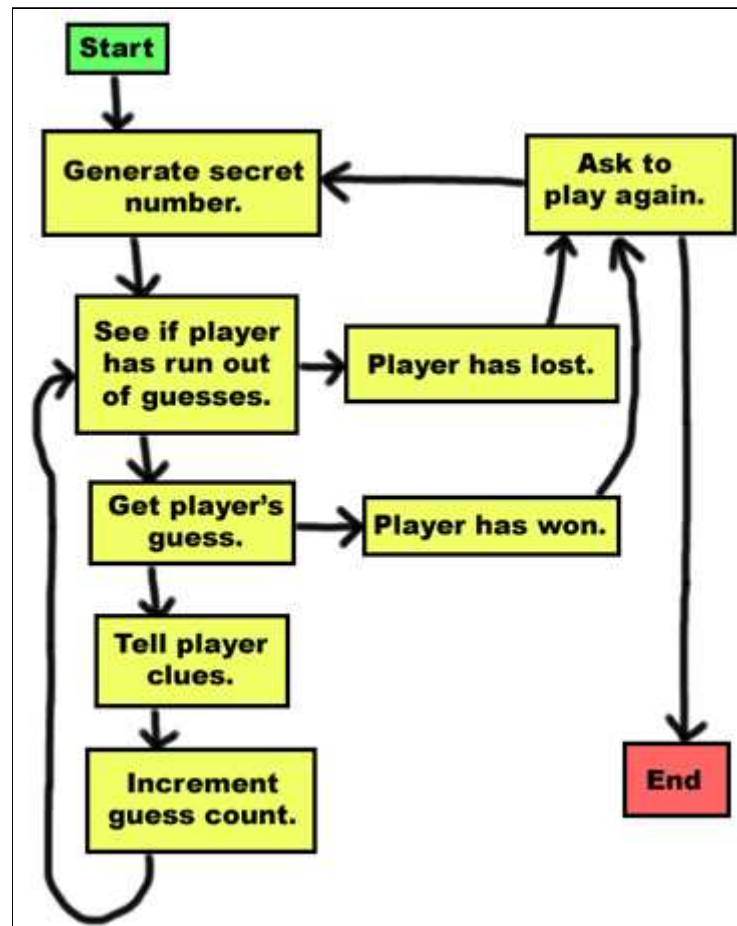 Start
Generate secret
number.
Ask to
play again.
See if player
has run out
of guesses.
Player has lost.
Get player's
guess.
Player has won.
Tell player
clues.
Increment
guess count.
End